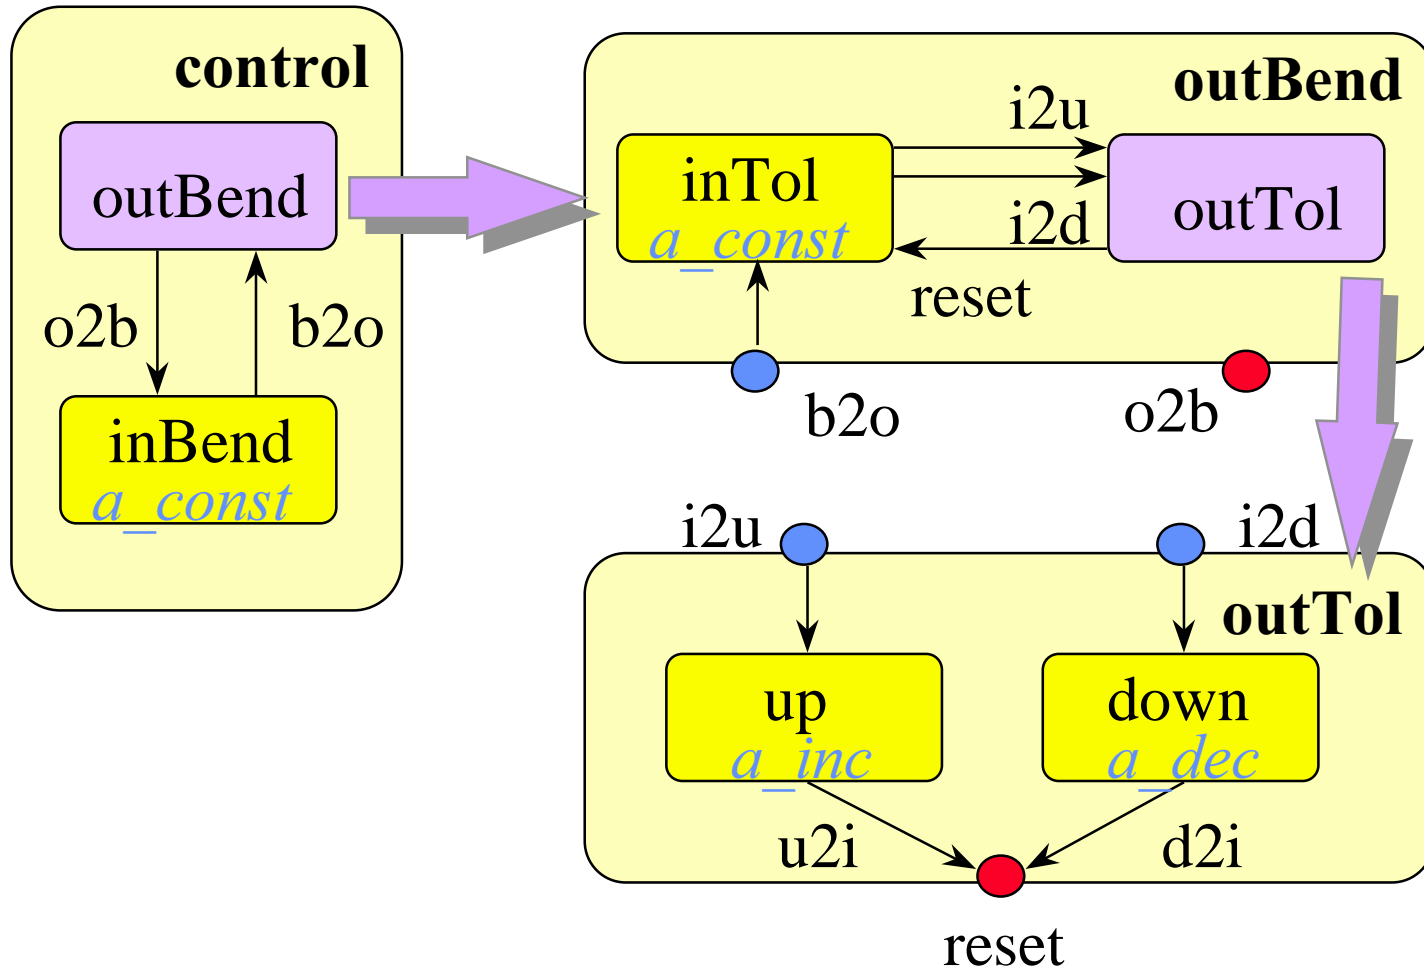 control
outBend
o2b
b2o
inBend
a_const
outBend
i2u
inTol
a_const
outTol
i2d
reset
b2o
o2b
i2u
i2d
outTol
up
a_inc
down
a_dec
u2i
d2i
reset